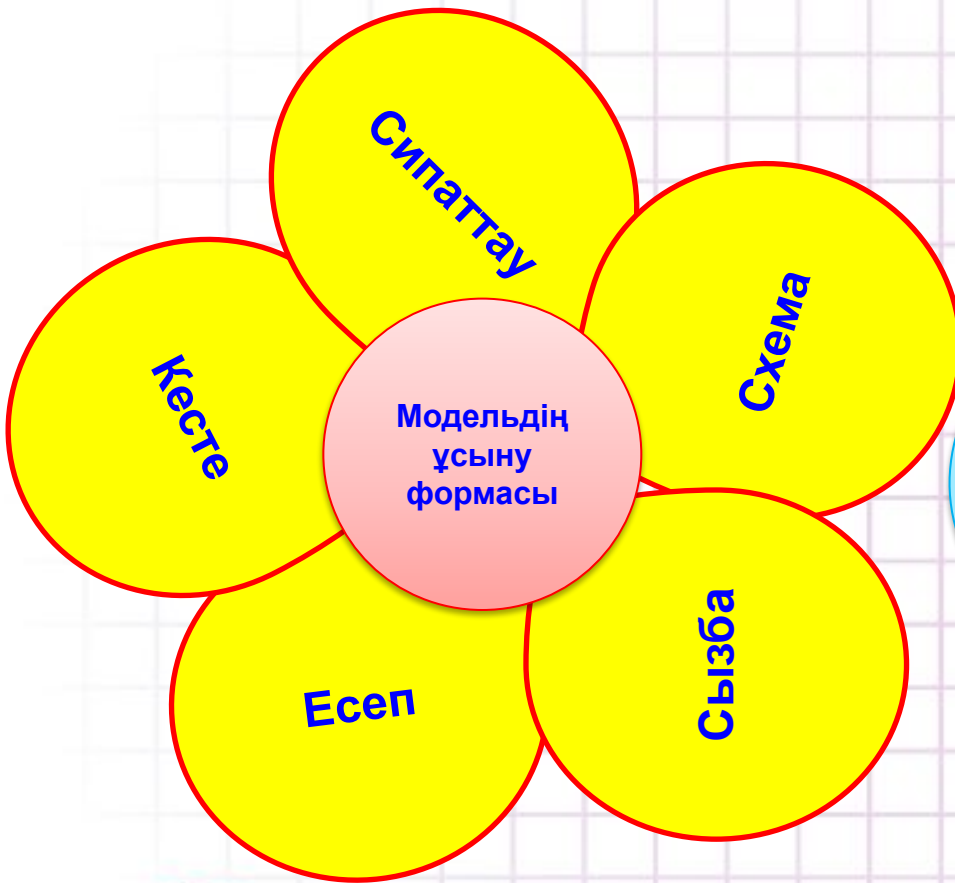 Сипаттау
Схема
Кесте
Модельдің
ұсыну
формасы
Сызба
Есеп